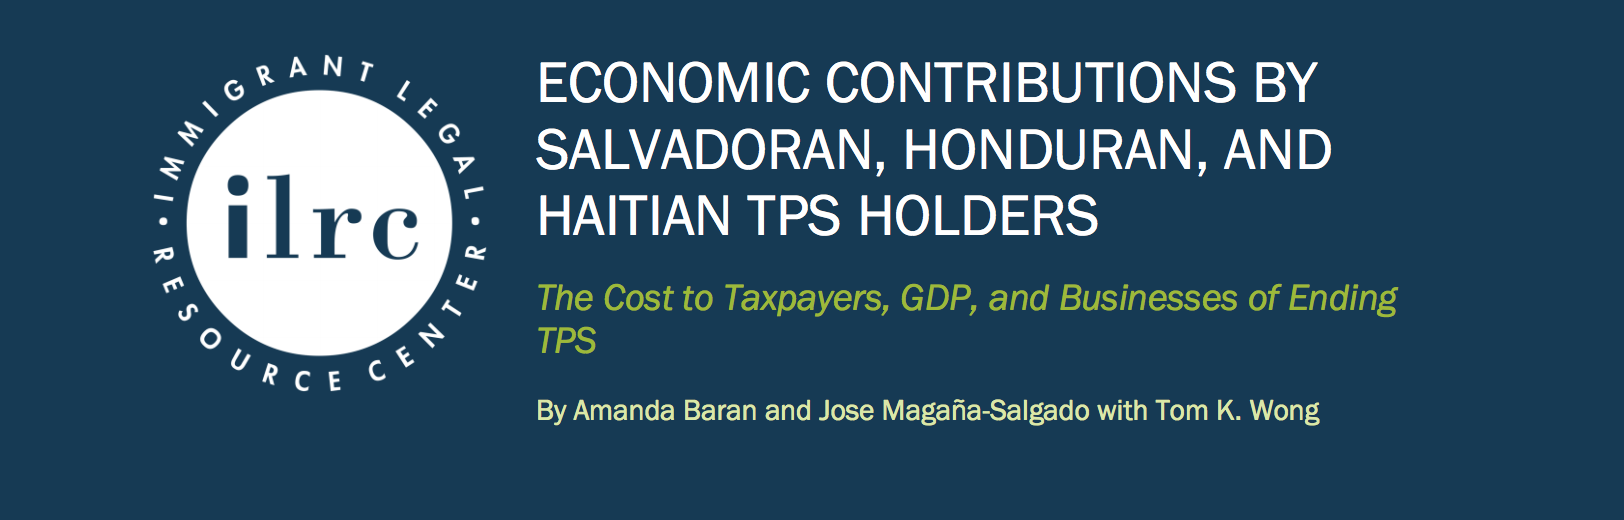 IMMIGRANT LEGAL
RESOURCE CENTER
ilrc
ECONOMIC CONTRIBUTIONS BY
SALVADORAN, HONDURAN, AND
HAITIAN TPS HOLDERS
The Cost to Taxpayers, GDP, and Businesses of Ending
TPS
By Amanda Baran and Jose Magaña-Salgado with Tom K. Wong